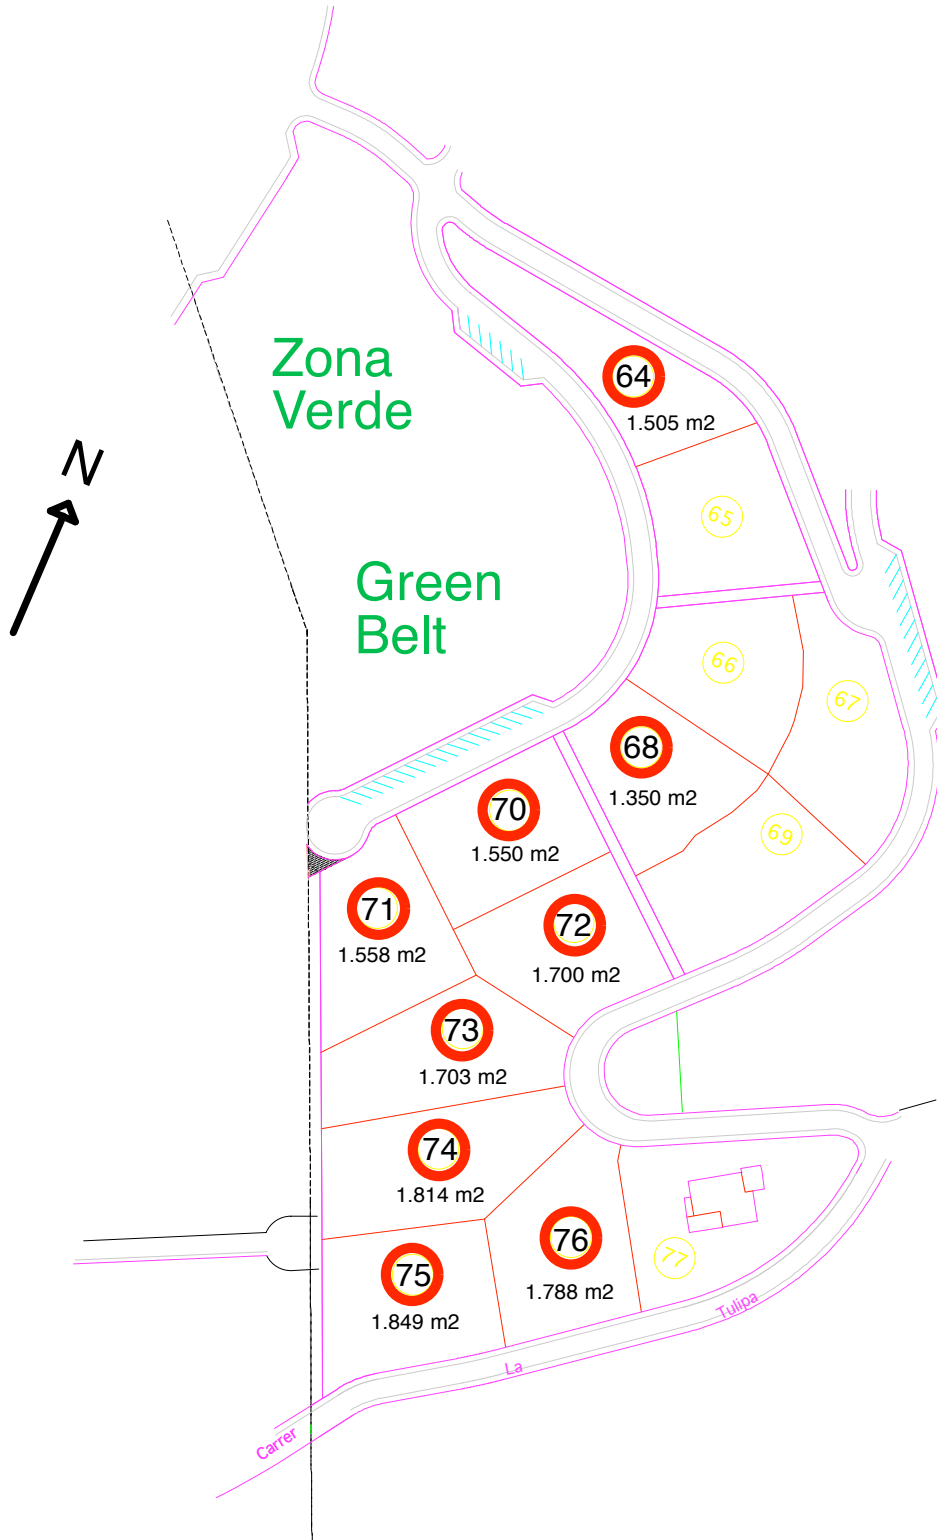 Zona
Verde
64
1.505 m2
N
65
Green
Belt
66
67
68
1.350 m2
70
1.550 m2
69
71
1.558 m2
72
1.700 m2
73
1.703 m2
74
1.814 m2
76
1.788 m2
77
75
1.849 m2
Carrer La Tulipa